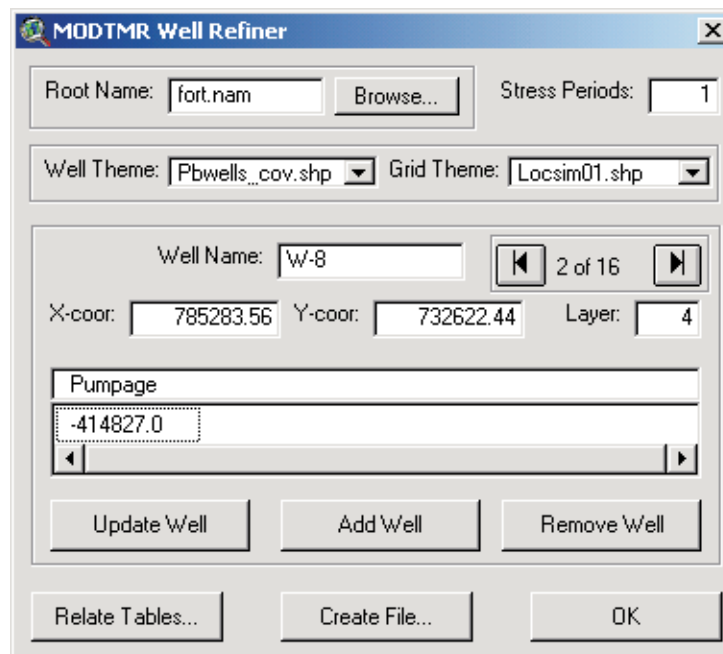 MODTMR Well Refiner
Root Name: fort.nam Browse... Stress Periods: 1
Well Theme: Pbwells_cov.shp Grid Theme: Locsim01.shp
Well Name: W-8 2 of 16
X-coor: 785283.56 Y-coor: 732622.44 Layer: 4
Pumpage
-414827.0
Update Well Add Well Remove Well
Relate Tables... Create File... OK